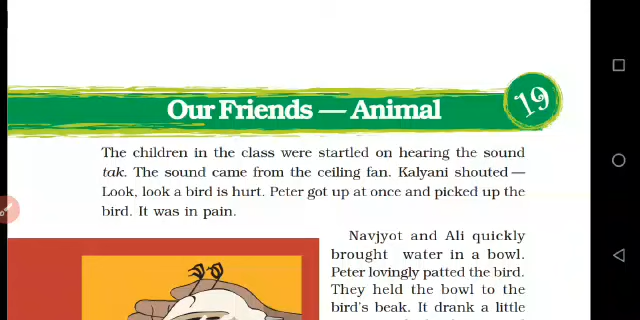 Our Friends — Animal
19
The children in the class were startled on hearing the sound
tak. The sound came from the ceiling fan. Kalyani shouted —
Look, look a bird is hurt. Peter got up at once and picked up the
bird. It was in pain.
Navjyot and Ali quickly
brought water in a bowl.
Peter lovingly patted the bird.
They held the bowl to the
bird's beak. It drank a little